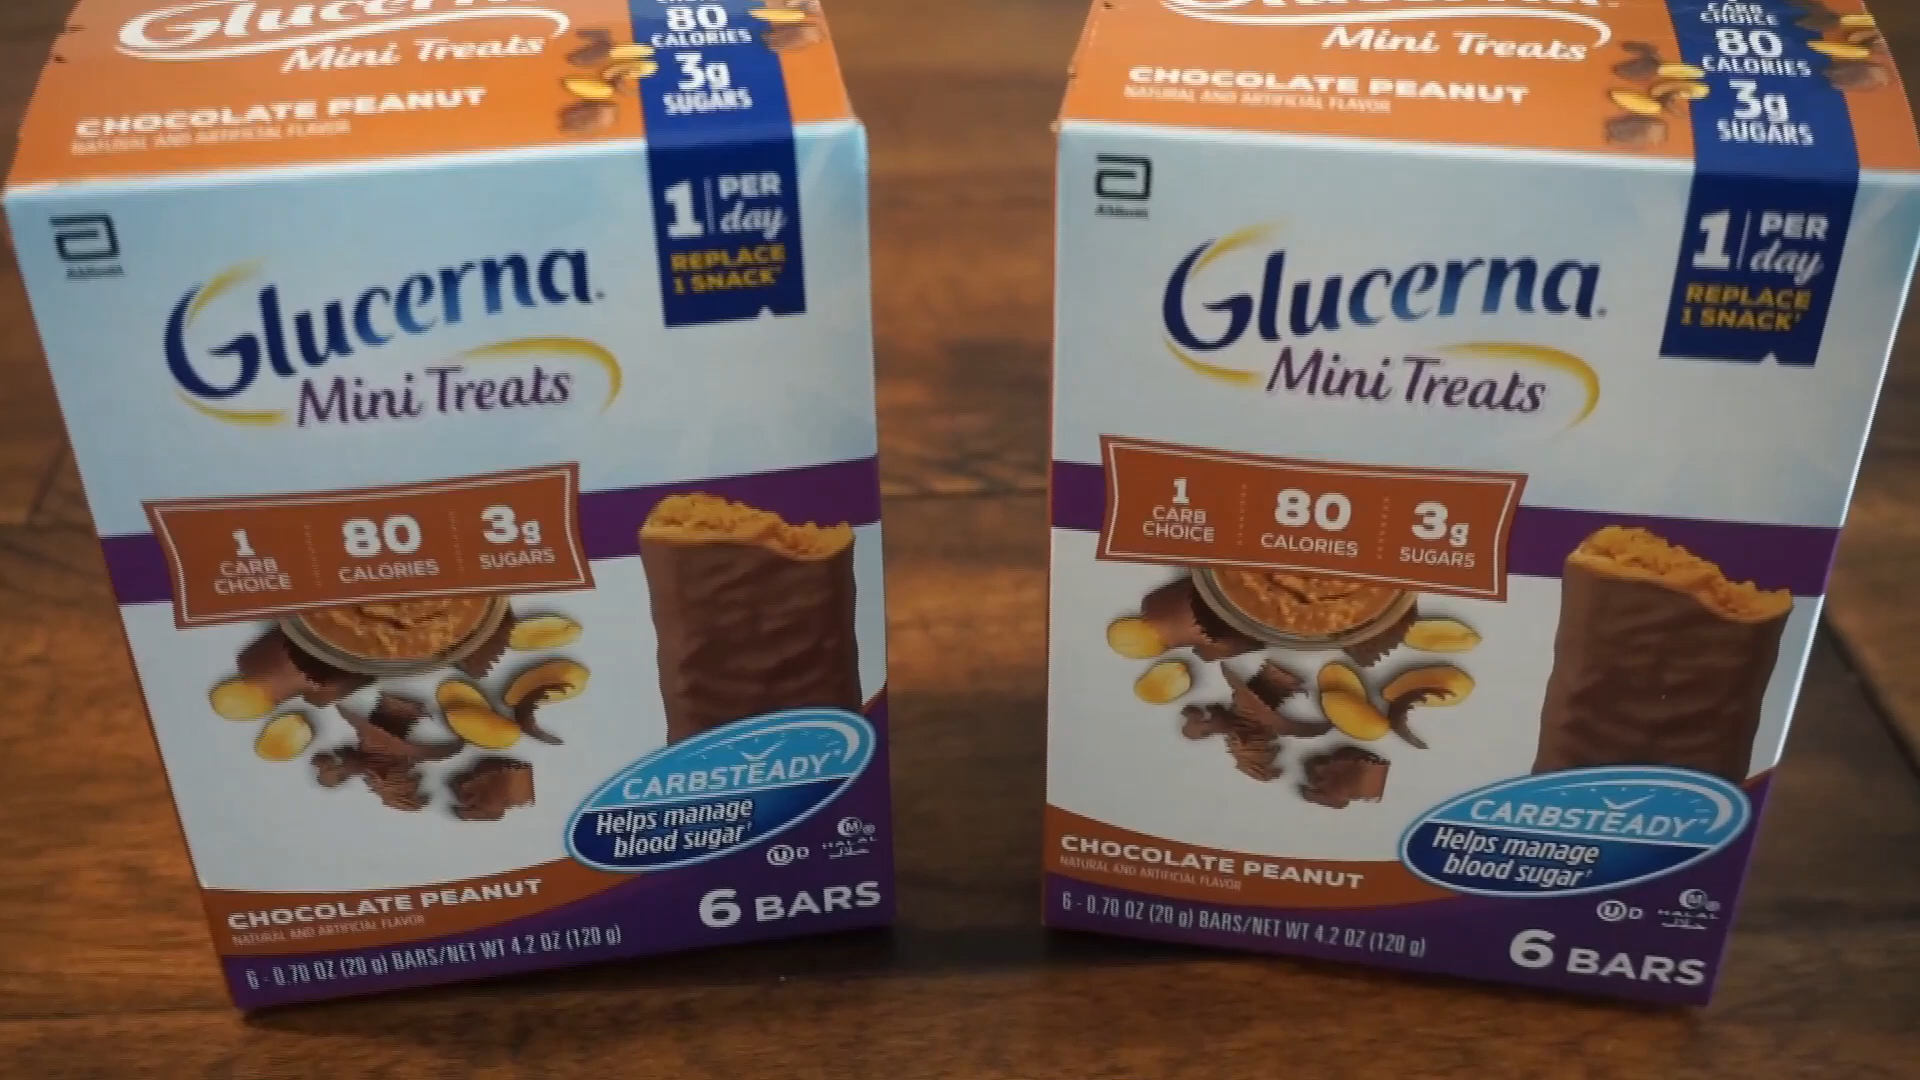 Glucerna
Mini Treats
CHOCOLATE PEANUT
NATURAL AND ARTIFICIAL FLAVOR
80
CALORIES
3g
SUGARS
1 PER
day
REPLACE
1 SNACK†
Abbott
Glucerna®
Mini Treats
1
CARB
CHOICE
80
CALORIES
3g
SUGARS
CARBSTEADY®
Helps manage
blood sugar†
U D
M
HALAL
CHOCOLATE PEANUT
NATURAL AND ARTIFICIAL FLAVOR
6 BARS
6 - 0.70 OZ (20 g) BARS/NET WT 4.2 OZ (120 g)
Glucerna
Mini Treats
CHOCOLATE PEANUT
NATURAL AND ARTIFICIAL FLAVOR
CARB
CHOICE
80
CALORIES
3g
SUGARS
1 PER
day
REPLACE
1 SNACK†
Abbott
Glucerna®
Mini Treats
1
CARB
CHOICE
80
CALORIES
3g
SUGARS
CARBSTEADY®
Helps manage
blood sugar†
U D
M
HALAL
CHOCOLATE PEANUT
NATURAL AND ARTIFICIAL FLAVOR
6 BARS
6 - 0.70 OZ (20 g) BARS/NET WT 4.2 OZ (120 g)